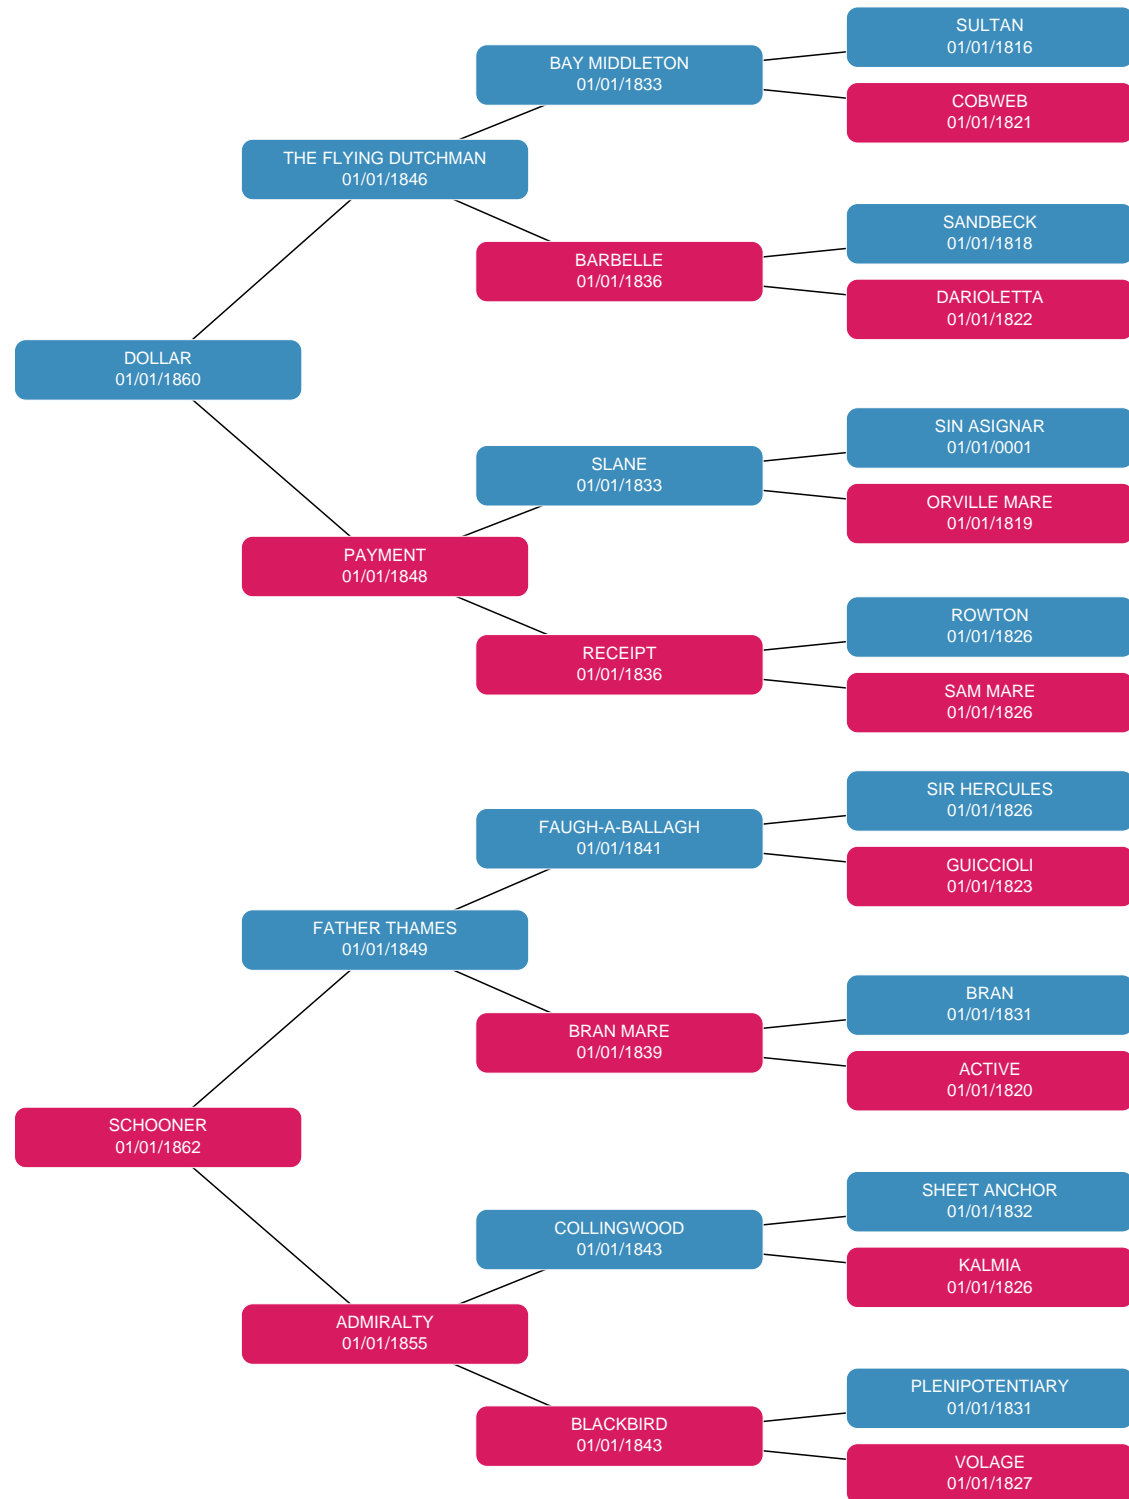 SULTAN
01/01/1816
BAY MIDDLETON
01/01/1833
COBWEB
01/01/1821
THE FLYING DUTCHMAN
01/01/1846
SANDBECK
01/01/1818
BARBELLE
01/01/1836
DARIOLETTA
01/01/1822
DOLLAR
01/01/1860
SIN ASIGNAR
01/01/0001
SLANE
01/01/1833
ORVILLE MARE
01/01/1819
PAYMENT
01/01/1848
ROWTON
01/01/1826
RECEIPT
01/01/1836
SAM MARE
01/01/1826
SIR HERCULES
01/01/1826
FAUGH-A-BALLAGH
01/01/1841
GUICCIOLI
01/01/1823
FATHER THAMES
01/01/1849
BRAN
01/01/1831
BRAN MARE
01/01/1839
ACTIVE
01/01/1820
SCHOONER
01/01/1862
SHEET ANCHOR
01/01/1832
COLLINGWOOD
01/01/1843
KALMIA
01/01/1826
ADMIRALTY
01/01/1855
PLENIPOTENTIARY
01/01/1831
BLACKBIRD
01/01/1843
VOLAGE
01/01/1827